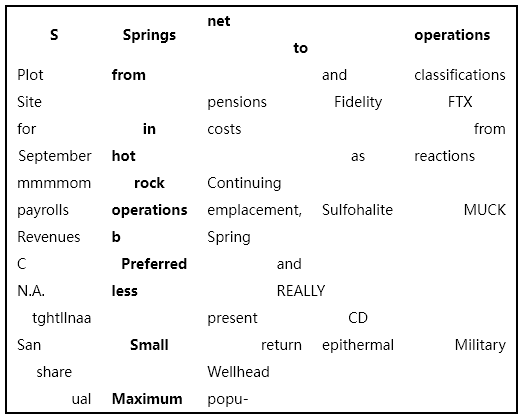 S Springs net to operations
Plot from and classifications
Site pensions Fidelity FTX
for in costs from
September hot as reactions
mmmmom rock Continuing
payrolls operations emplacement, Sulfohalite MUCK
Revenues b Spring
C Preferred and
N.A. less REALLY
tghtllnaa present CD
San Small return epithermal Military
share Wellhead
ual Maximum popu-